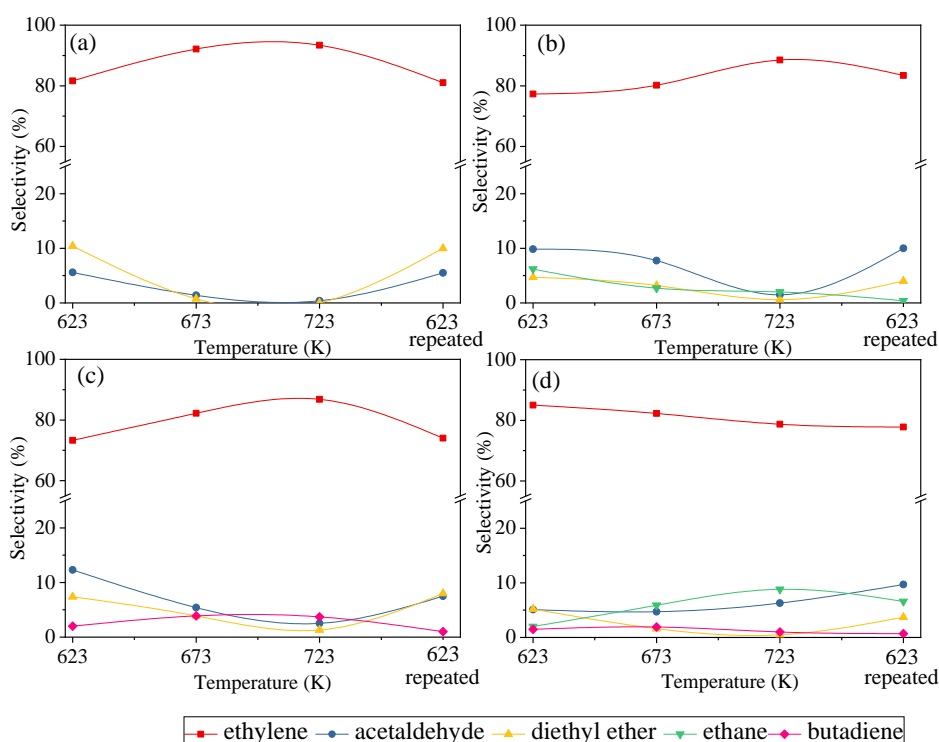 (a)
100
80
60
20
10
0
Selectivity (%)
623
673
723
623
repeated
Temperature (K)
(b)
100
80
60
20
10
0
Selectivity (%)
623
673
723
623
repeated
Temperature (K)
(c)
100
80
60
20
10
0
Selectivity (%)
623
673
723
623
repeated
Temperature (K)
(d)
100
80
60
20
10
0
Selectivity (%)
623
673
723
623
repeated
Temperature (K)
ethylene acetaldehyde diethyl ether ethane butadiene